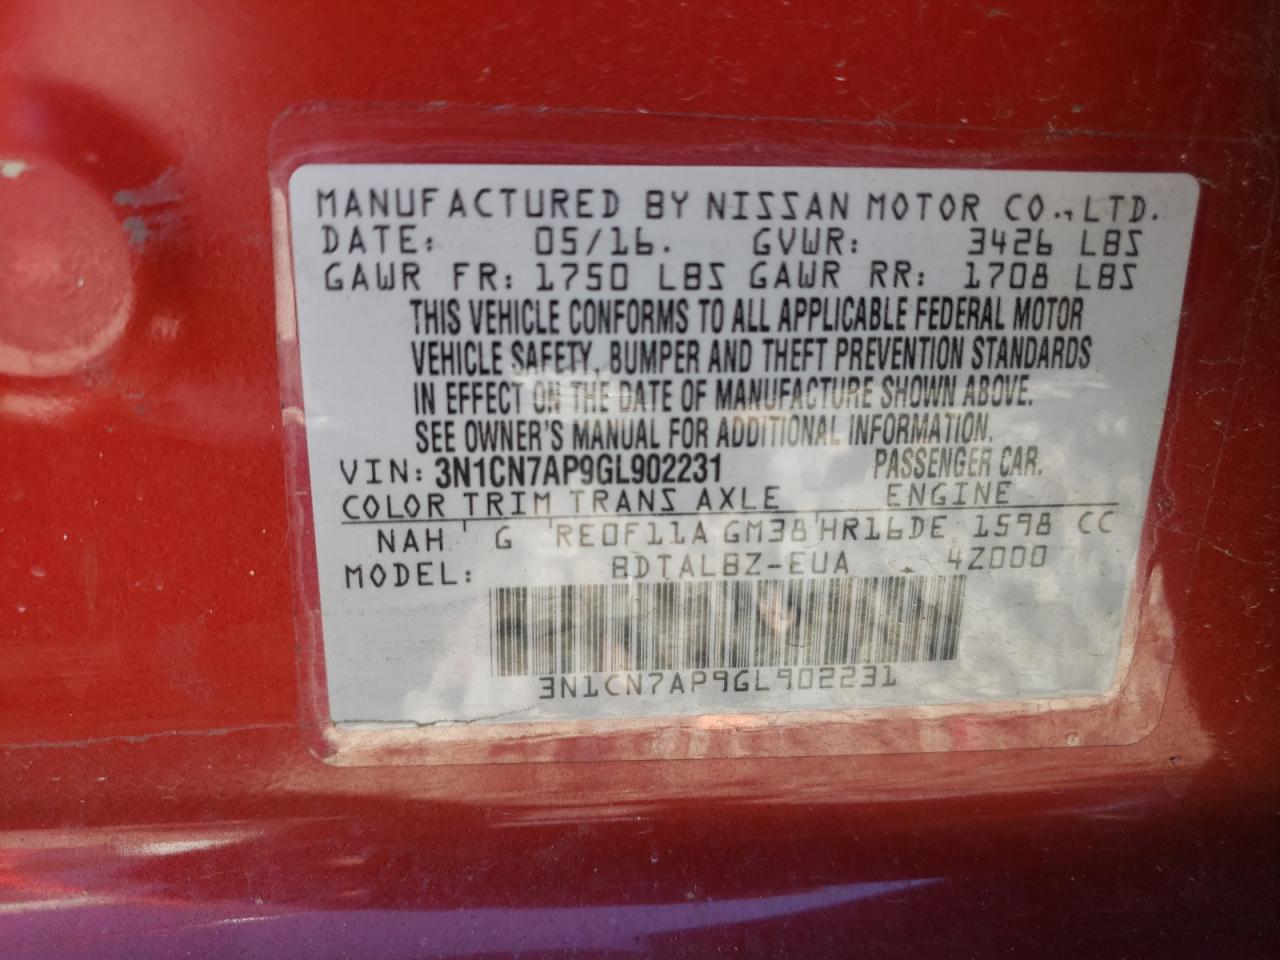 MANUFACTURED BY NISSAN MOTOR CO., LTD.
DATE: 05/16. GVWR: 3426 LBS
GAWR FR: 1750 LBS GAWR RR: 1708 LBS
THIS VEHICLE CONFORMS TO ALL APPLICABLE FEDERAL MOTOR
VEHICLE SAFETY, BUMPER AND THEFT PREVENTION STANDARDS
IN EFFECT ON THE DATE OF MANUFACTURE SHOWN ABOVE.
SEE OWNER'S MANUAL FOR ADDITIONAL INFORMATION.
VIN: 3N1CN7AP9GL902231 PASSENGER CAR.
COLOR TRIM TRANS AXLE ENGINE
NAH G RE0F11A GM38 HR16DE 1598 CC
MODEL: BDTALBZ-EUA 4Z000
3N1CN7AP9GL902231